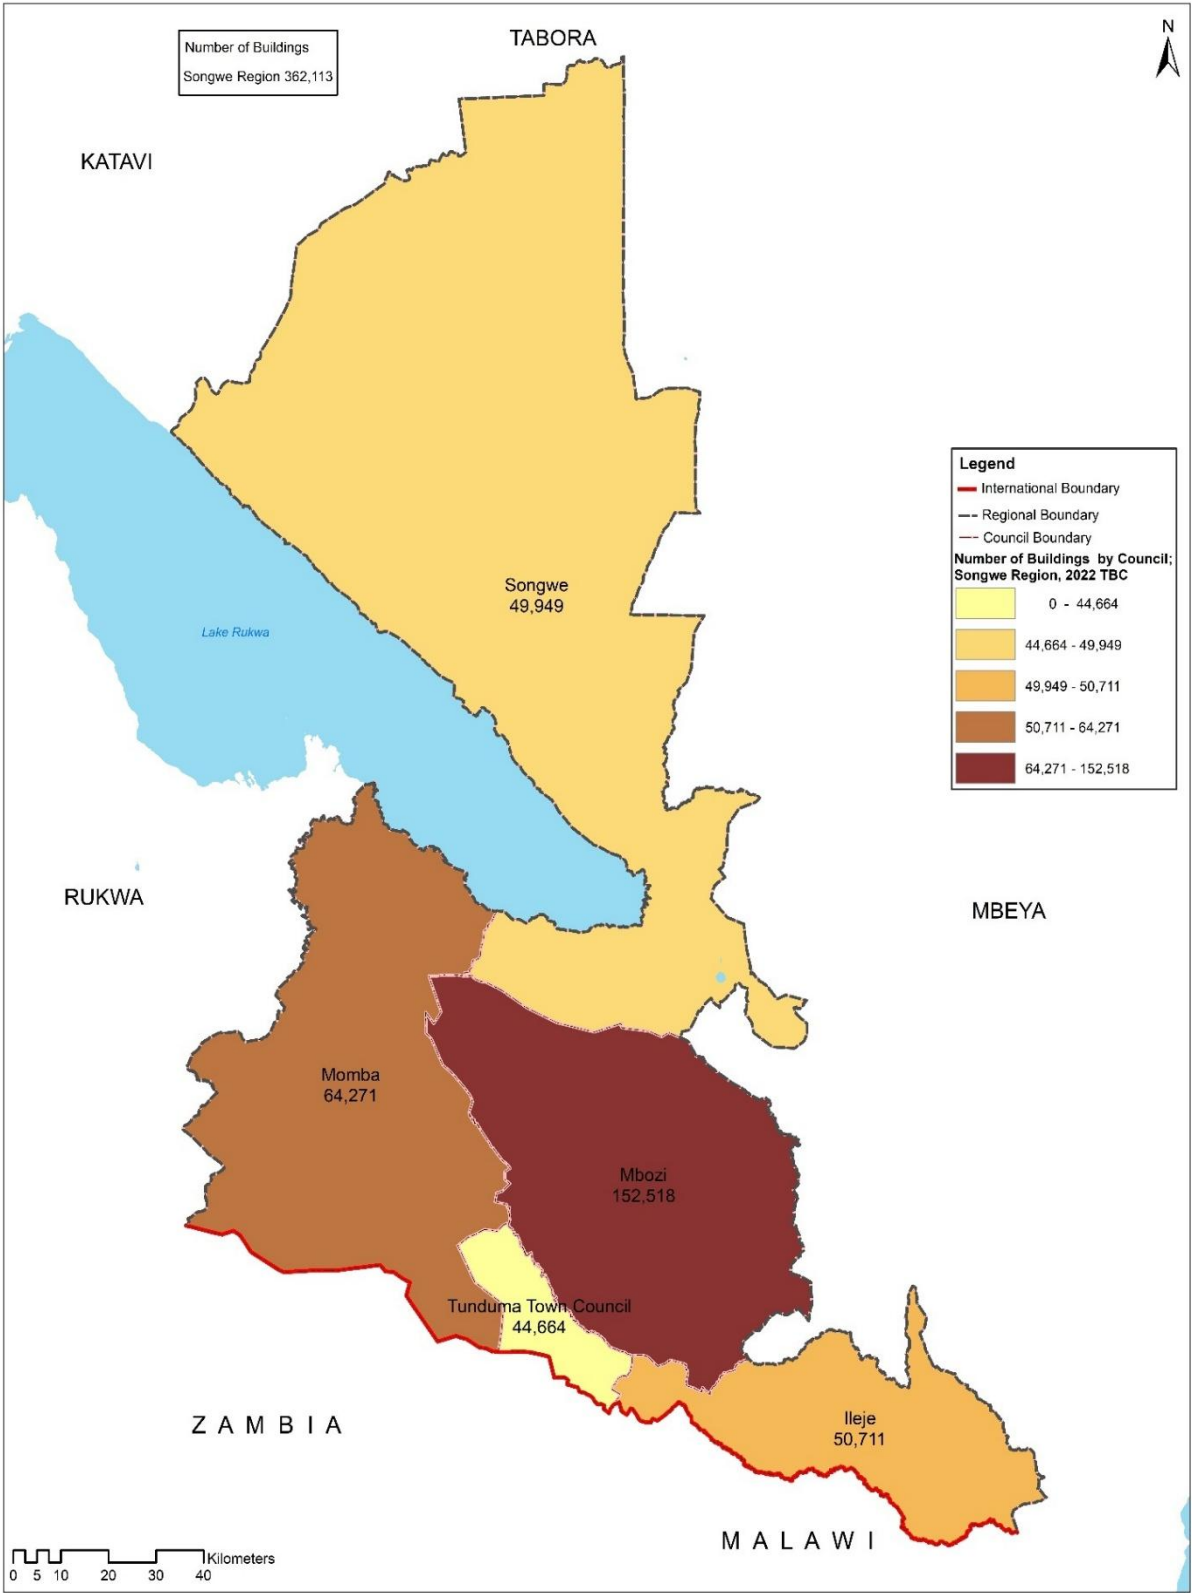 TABORA
N
Number of Buildings
Songwe Region 362,113
KATAVI
Legend
International Boundary
Regional Boundary
Council Boundary
Number of Buildings by Council;
Songwe Region, 2022 TBC
0 - 44,664
44,664 - 49,949
49,949 - 50,711
50,711 - 64,271
64,271 - 152,518
Songwe
49,949
Lake Rukwa
RUKWA
MBEYA
Momba
64,271
Mbozi
152,518
Tunduma Town Council
44,664
Ileje
50,711
ZAMBIA
MALAWI
Kilometers
0 5 10 20 30 40